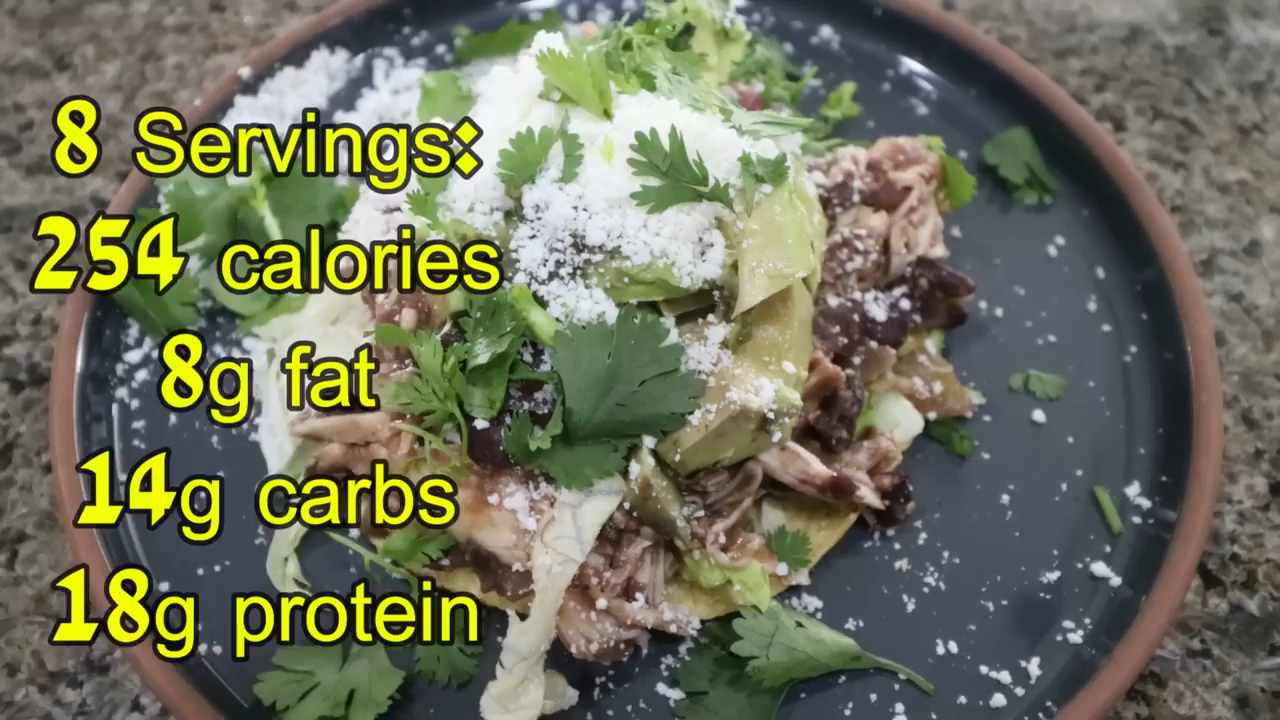 8 Servings:
254 calories
8g fat
14g carbs
18g protein